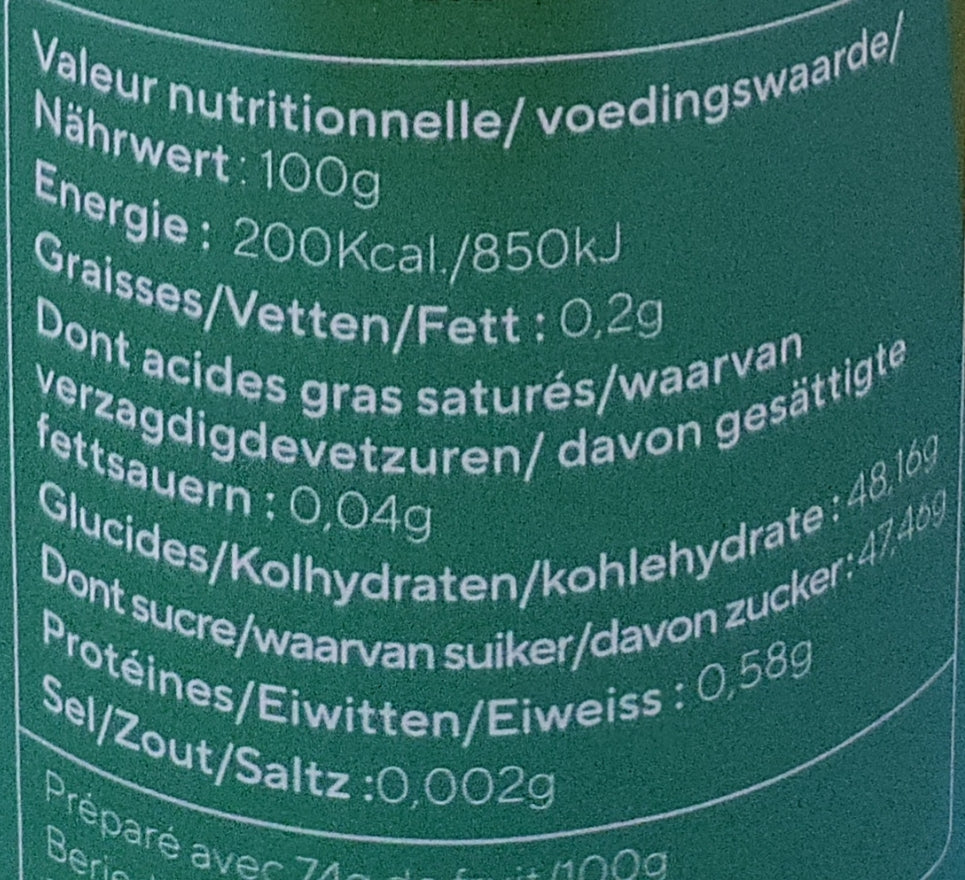 Valeur nutritionnelle/ voedingswaarde/
Nährwert: 100g
Energie : 200Kcal./850kJ
Graisses/Vetten/Fett : 0,2g
Dont acides gras saturés/waarvan
verzagdigdevetzuren/ davon gesättigte
fettsauern : 0,04g
Glucides/Kolhydraten/kohlehydrate : 48,16g
Dont sucre/waarvan suiker/davon zucker: 47,46g
Protéines/Eiwitten/Eiweiss : 0,58g
Sel/Zout/Saltz :0,002g
Préparé avec /100g